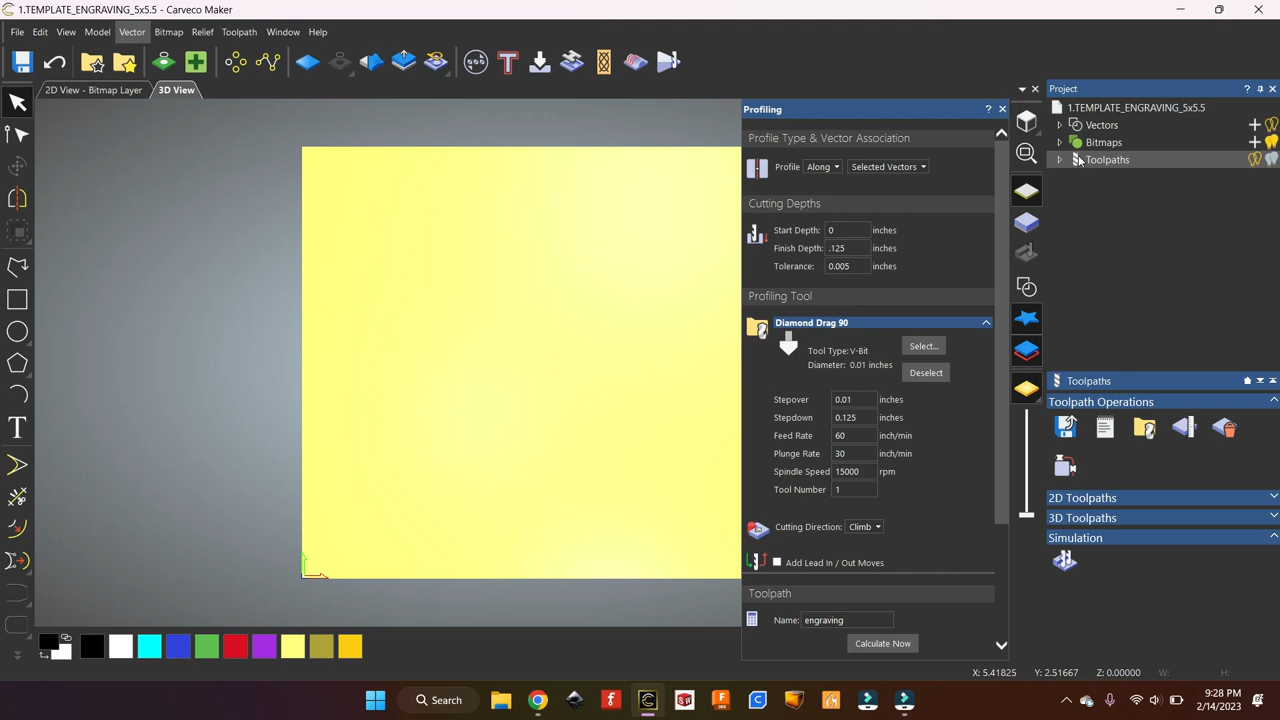 1.TEMPLATE_ENGRAVING_5x5.5 - Carveco Maker
File Edit View Model Vector Bitmap Relief Toolpath Window Help
2D View - Bitmap Layer
3D View
Profiling
Profile Type & Vector Association
Profile Along Selected Vectors
Cutting Depths
Start Depth: 0 inches
Finish Depth: .125 inches
Tolerance: 0.005 inches
Profiling Tool
Diamond Drag 90
Tool Type: V-Bit
Diameter: 0.01 inches
Select...
Deselect
Stepover 0.01 inches
Stepdown 0.125 inches
Feed Rate 60 inch/min
Plunge Rate 30 inch/min
Spindle Speed 15000 rpm
Tool Number 1
Cutting Direction: Climb
Add Lead In / Out Moves
Toolpath
Name: engraving
Calculate Now
Project
1.TEMPLATE_ENGRAVING_5x5.5
Vectors
Bitmaps
Toolpaths
Toolpaths
Toolpath Operations
2D Toolpaths
3D Toolpaths
Simulation
X: 5.41825 Y: 2.51667 Z: 0.00000 W: H:
Search
9:28 PM
2/14/2023